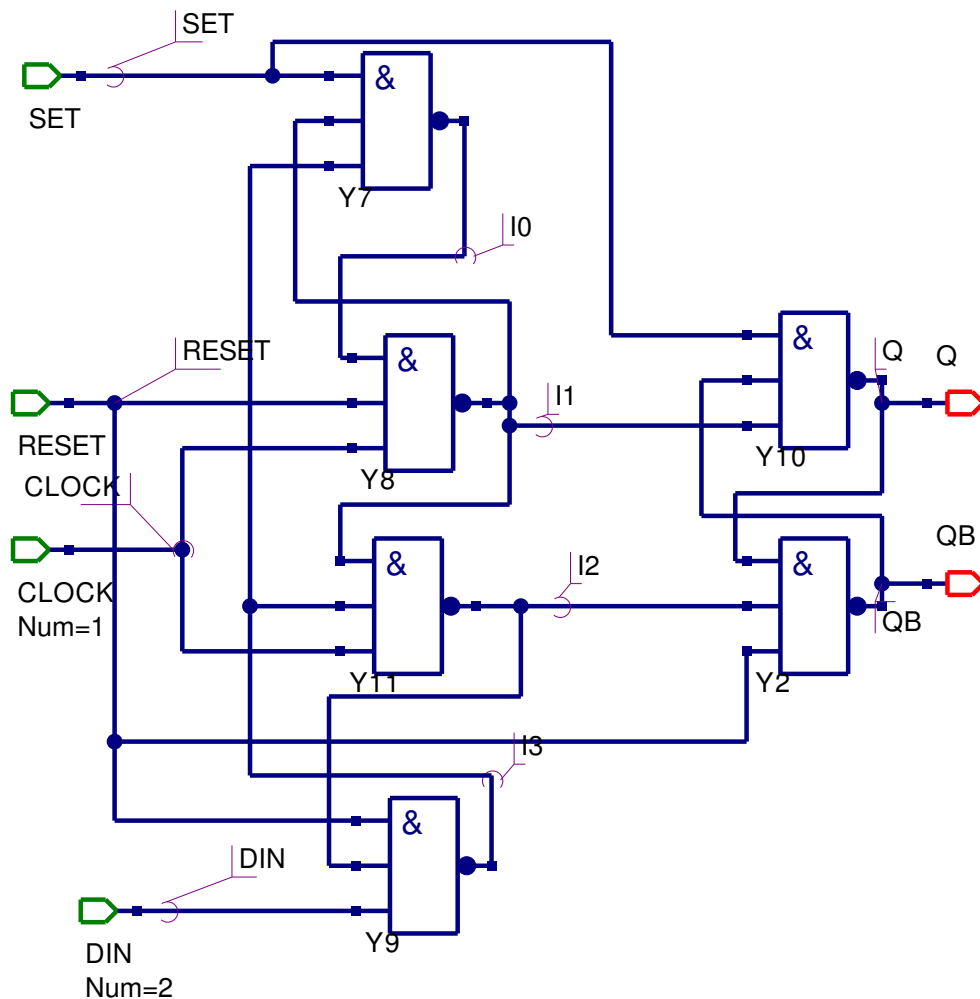 SET
&
SET
Y7
I0
&
RESET
&
Q
Q
I1
RESET
Y10
Y8
CLOCK
&
&
QB
I2
CLOCK
Num=1
QB
Y11
Y2
I3
&
DIN
Y9
DIN
Num=2